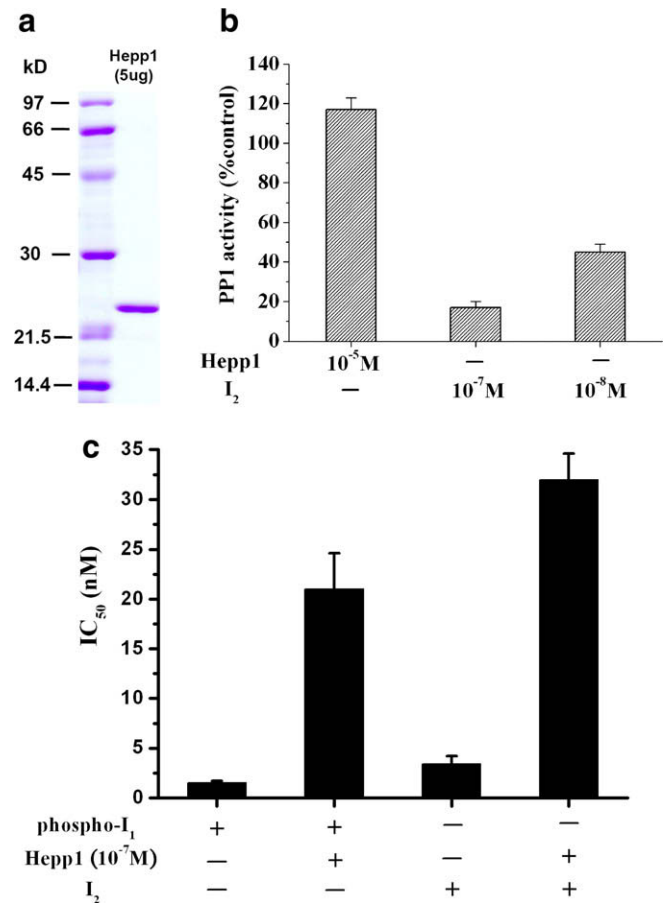 a
kD
Hepp1
(5ug)
97
66
45
30
21.5
14.4
b
PP1 activity (%control)
140
120
100
80
60
40
20
0
Hepp1 10⁻⁵M — —
I₂ — 10⁻⁷M 10⁻⁸M
c
IC₅₀ (nM)
35
30
25
20
15
10
5
0
phospho-I₁ + + — —
Hepp1 (10⁻⁷M) — + — +
I₂ — — + +